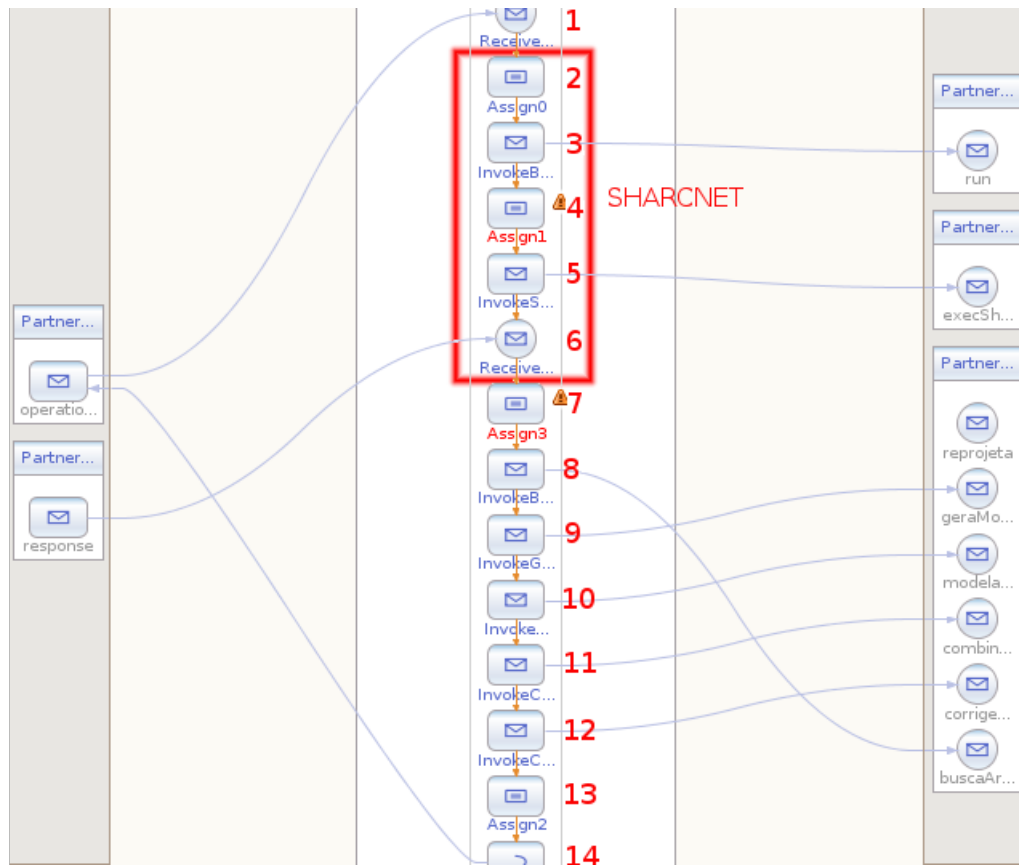 1
Receive...
2
Assign0
3
InvokeB...
4
Assign1
5
InvokeS...
6
Receive...
SHARCNET
7
Assign3
8
InvokeB...
9
InvokeG...
10
Invoke...
11
InvokeC...
12
InvokeC...
13
Assign2
14
Partner...
operatio...
Partner...
response
Partner...
run
Partner...
execSh...
Partner...
reprojeta
geraMo...
modela...
combin...
corrige...
buscaAr...